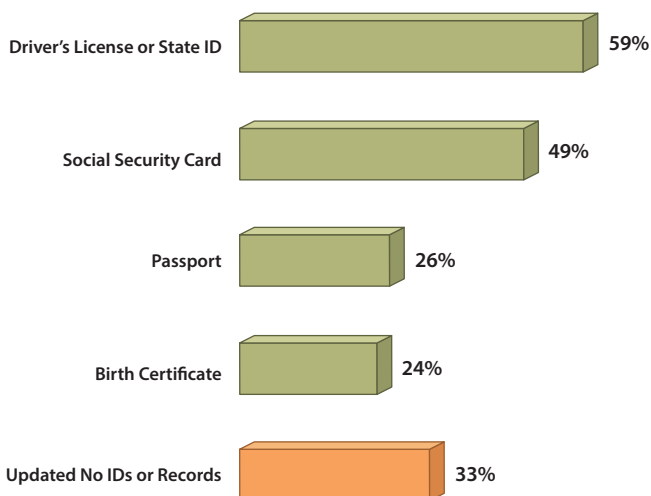 Driver’s License or State ID 59%
Social Security Card 49%
Passport 26%
Birth Certificate 24%
Updated No IDs or Records 33%